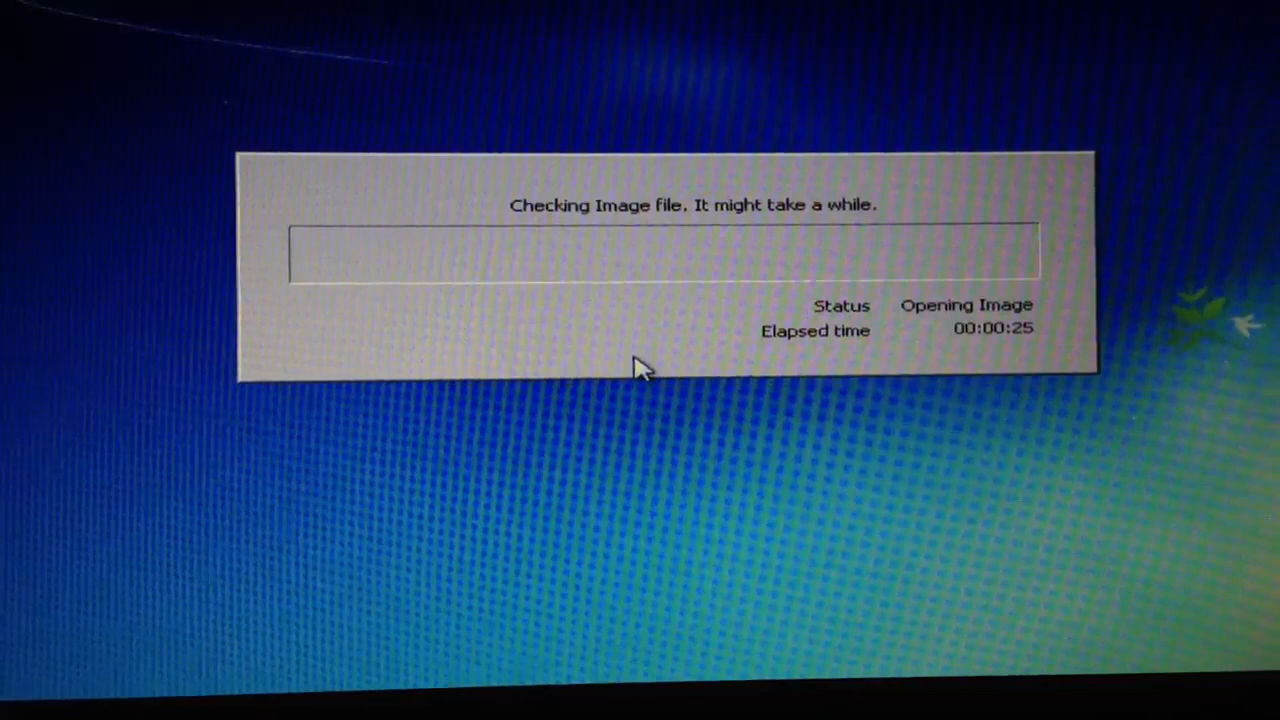 Checking Image file. It might take a while.
Status Opening Image
Elapsed time 00:00:25